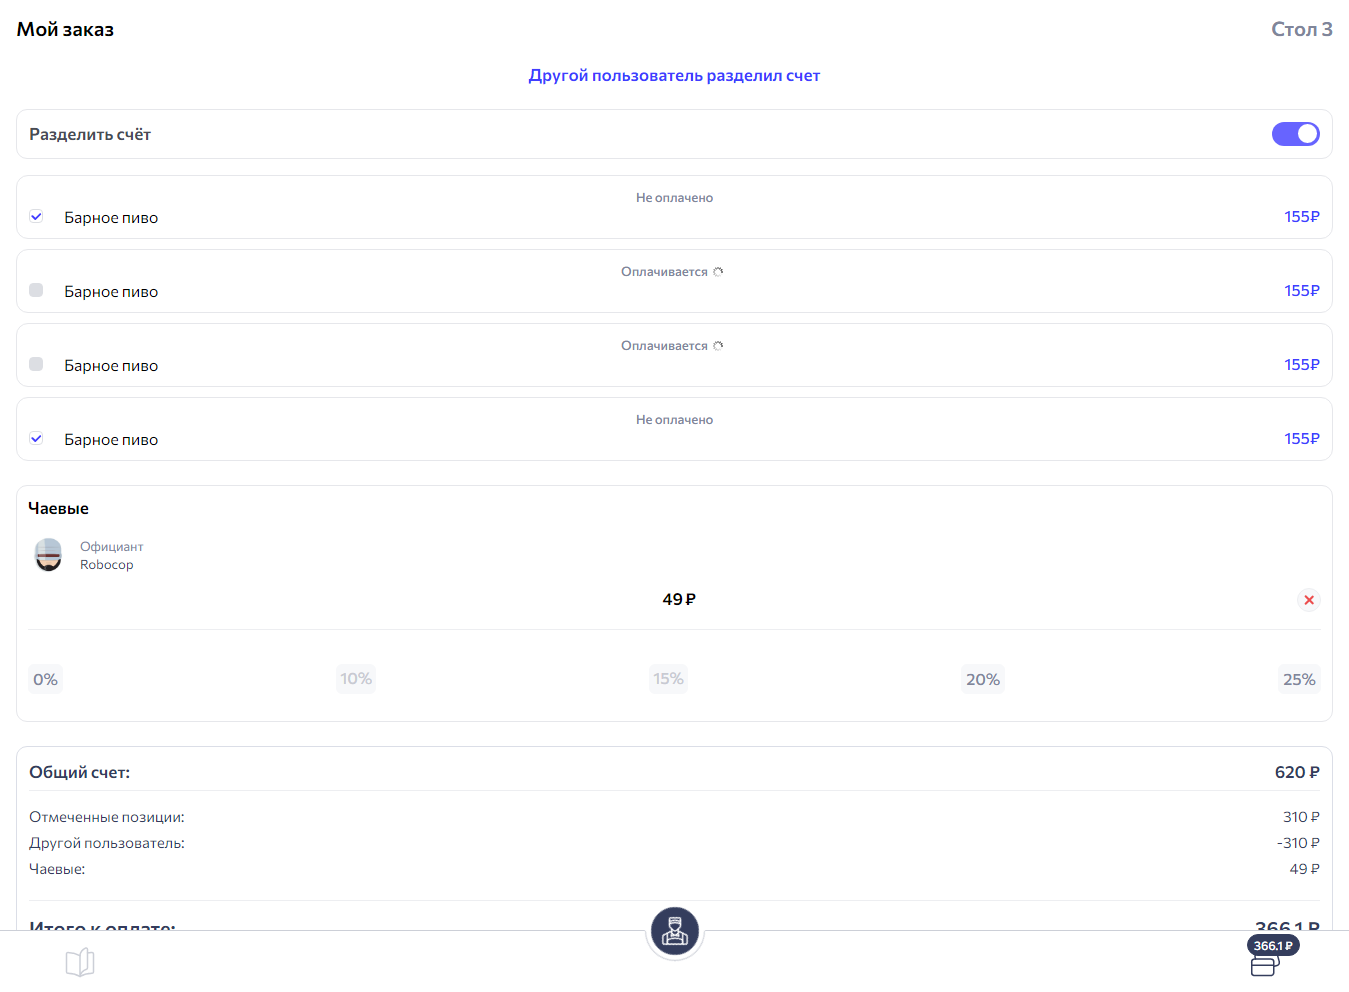 Мой заказ Стол 3
Другой пользователь разделил счет
Разделить счёт
Не оплачено
Барное пиво 155₽
Оплачивается
Барное пиво 155₽
Оплачивается
Барное пиво 155₽
Не оплачено
Барное пиво 155₽
Чаевые
Официант
Robocop
49 ₽
0% 10% 15% 20% 25%
Общий счет: 620 ₽
Отмеченные позиции: 310 ₽
Другой пользователь: -310 ₽
Чаевые: 49 ₽
Итого к оплате: 366.1 ₽
366.1 ₽